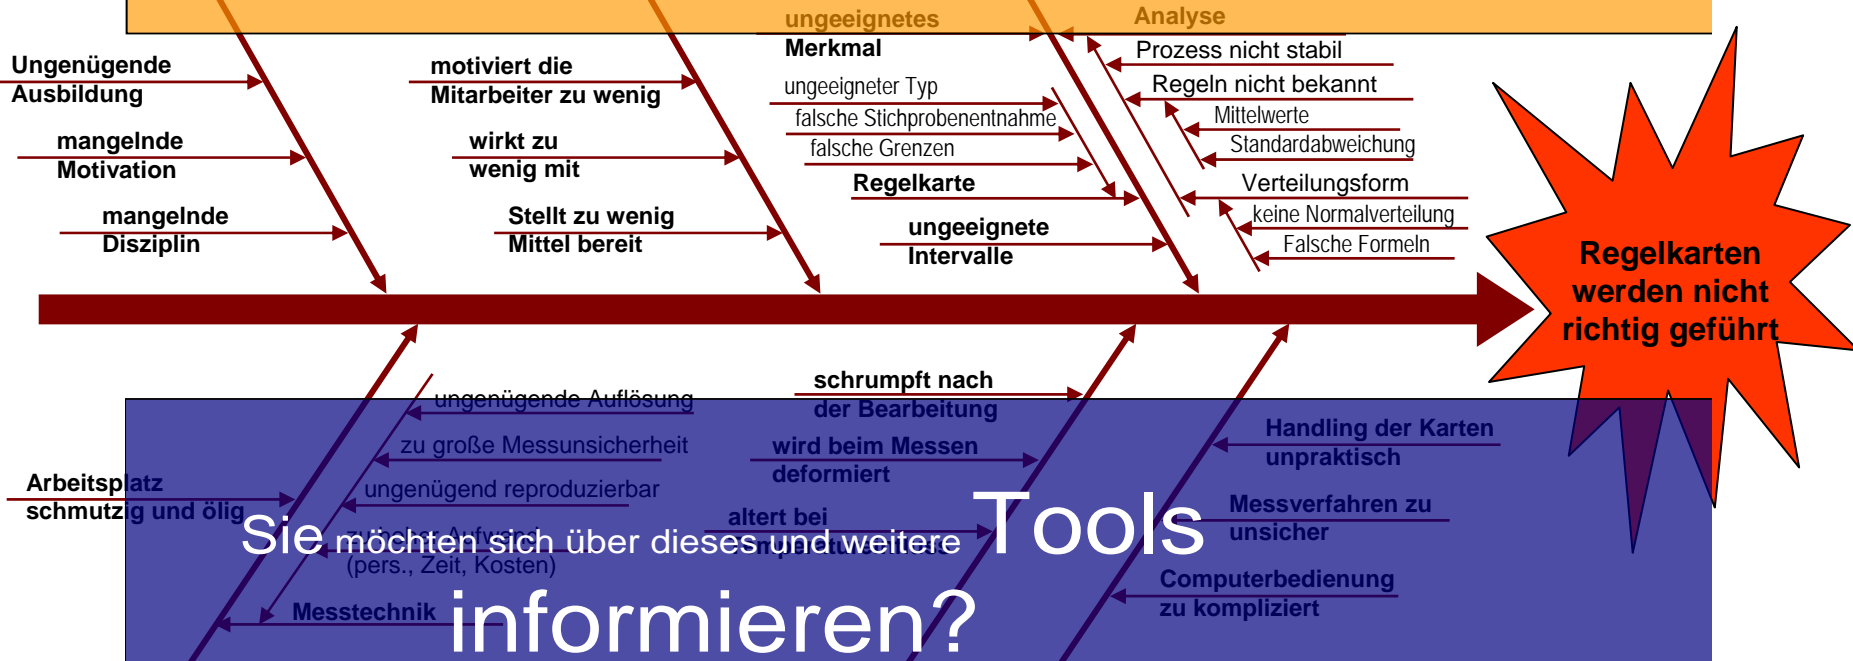 ungeeignetes
Merkmal
Analyse
Prozess nicht stabil
Ungenügende
Ausbildung
motiviert die
Mitarbeiter zu wenig
ungeeigneter Typ
Regeln nicht bekannt
falsche Stichprobenentnahme
Mittelwerte
mangelnde
Motivation
wirkt zu
wenig mit
falsche Grenzen
Standardabweichung
Regelkarte
Verteilungsform
mangelnde
Disziplin
Stellt zu wenig
Mittel bereit
ungeeignete
Intervalle
keine Normalverteilung
Falsche Formeln
Regelkarten
werden nicht
richtig geführt
ungenügende Auflösung
schrumpft nach
der Bearbeitung
zu große Messunsicherheit
wird beim Messen
deformiert
Handling der Karten
unpraktisch
Arbeitsplatz
schmutzig und ölig
ungenügend reproduzierbar
altert bei
Messverfahren zu
unsicher
Sie möchten sich über dieses und weitere Tools
informieren?
(pers., Zeit, Kosten)
Computerbedienung
zu kompliziert
Messtechnik